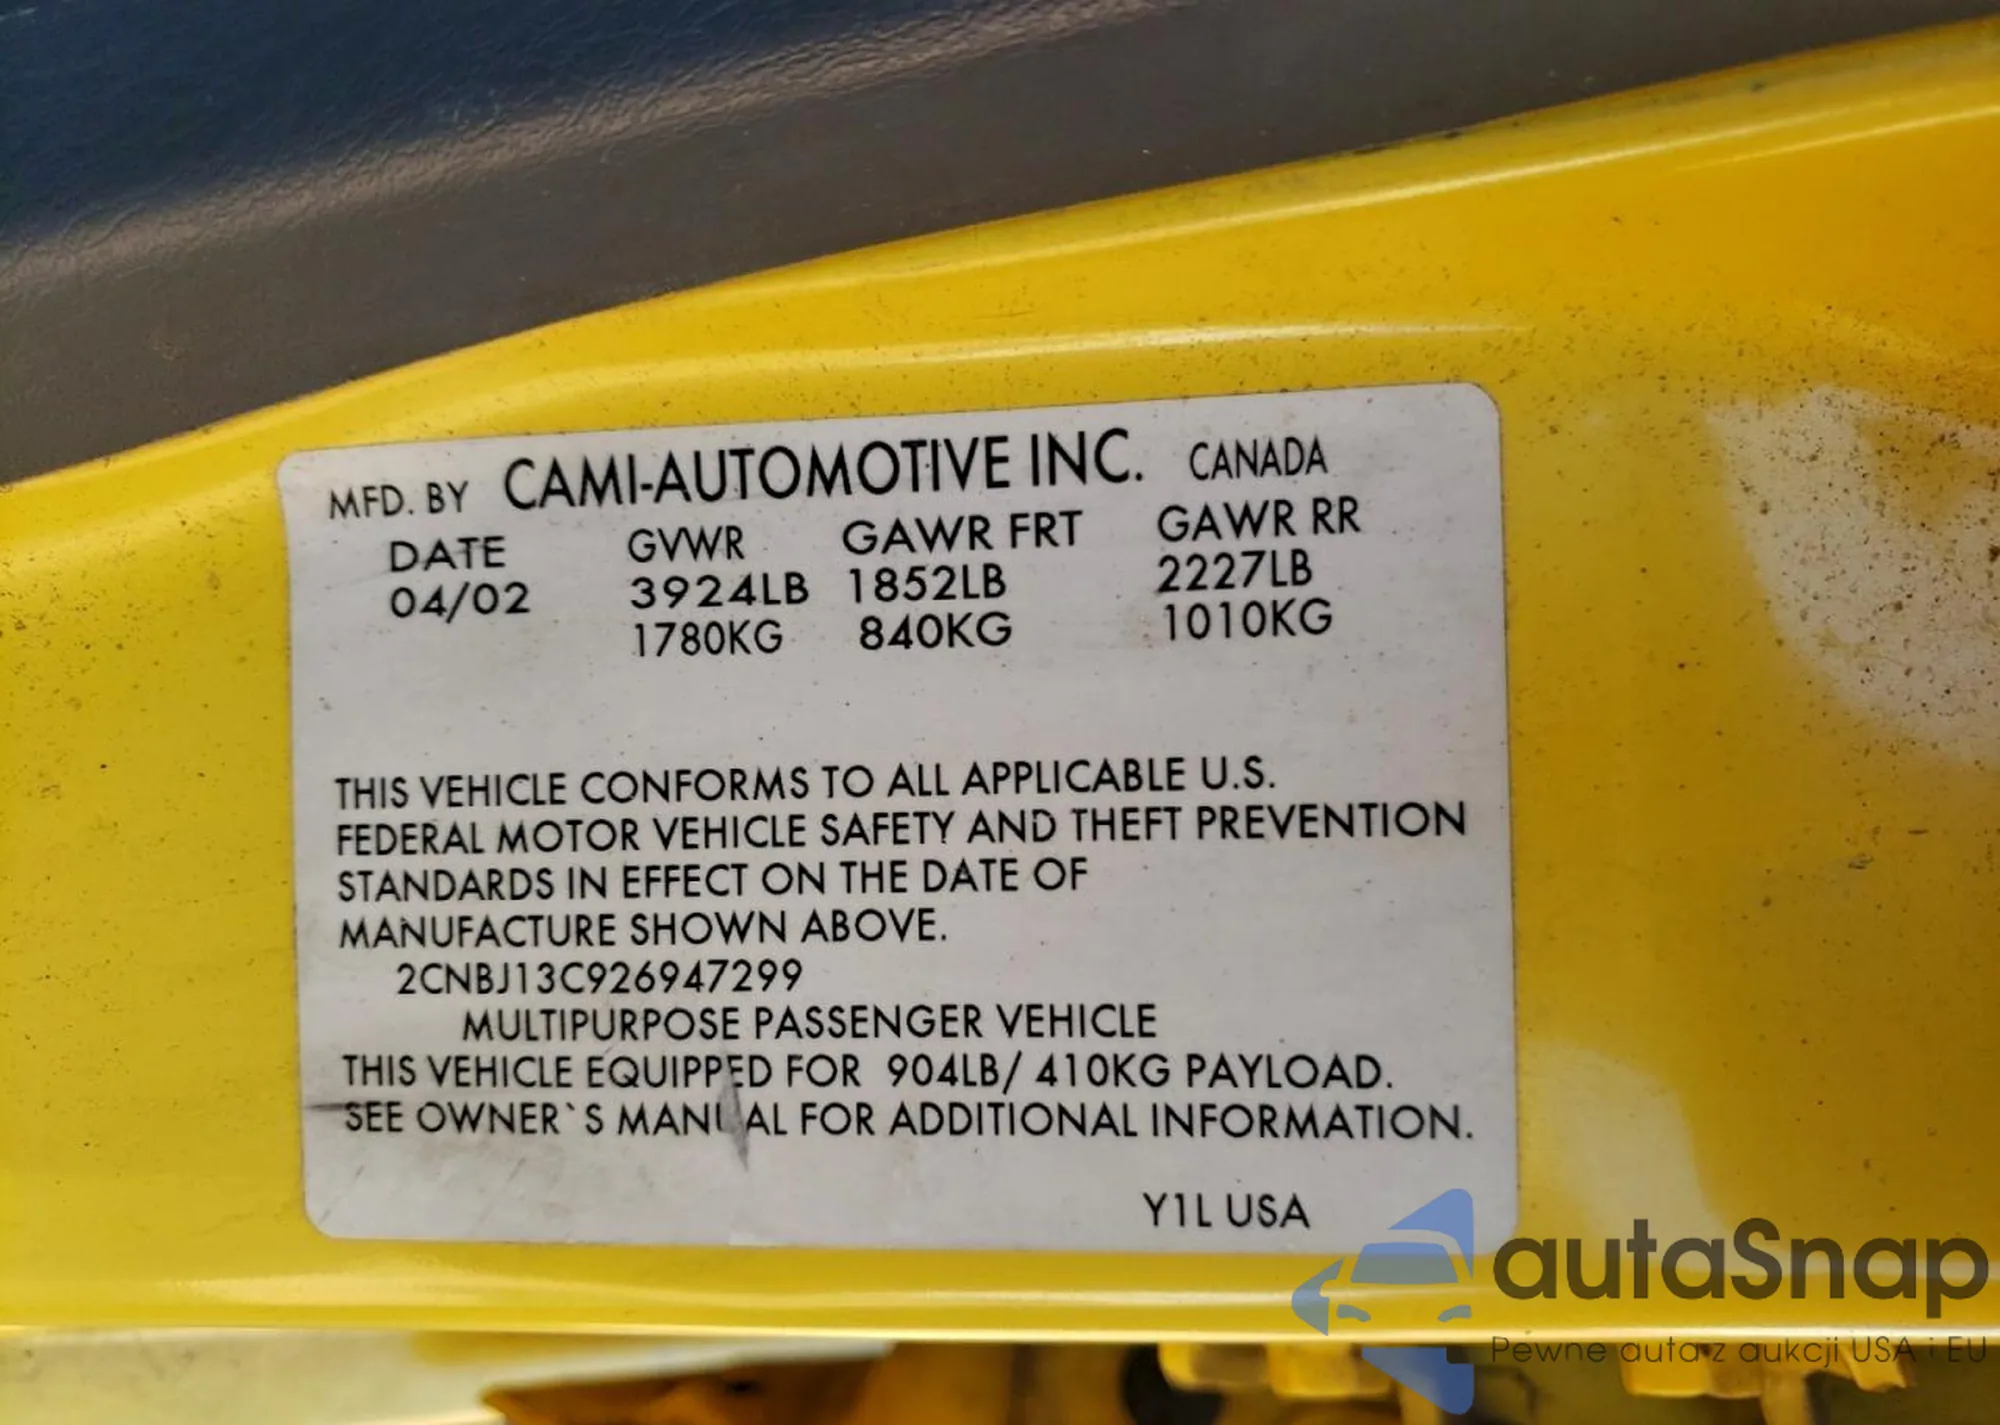 MFD. BY CAMI-AUTOMOTIVE INC. CANADA
DATE GVWR GAWR FRT GAWR RR
04/02 3924LB 1852LB 2227LB
1780KG 840KG 1010KG
THIS VEHICLE CONFORMS TO ALL APPLICABLE U.S.
FEDERAL MOTOR VEHICLE SAFETY AND THEFT PREVENTION
STANDARDS IN EFFECT ON THE DATE OF
MANUFACTURE SHOWN ABOVE.
2CNBJ13C926947299
MULTIPURPOSE PASSENGER VEHICLE
THIS VEHICLE EQUIPPED FOR 904LB/ 410KG PAYLOAD.
SEE OWNER`S MANUAL FOR ADDITIONAL INFORMATION.
Y1L USA
autaSnap
Pewne auta z aukcji USA i EU